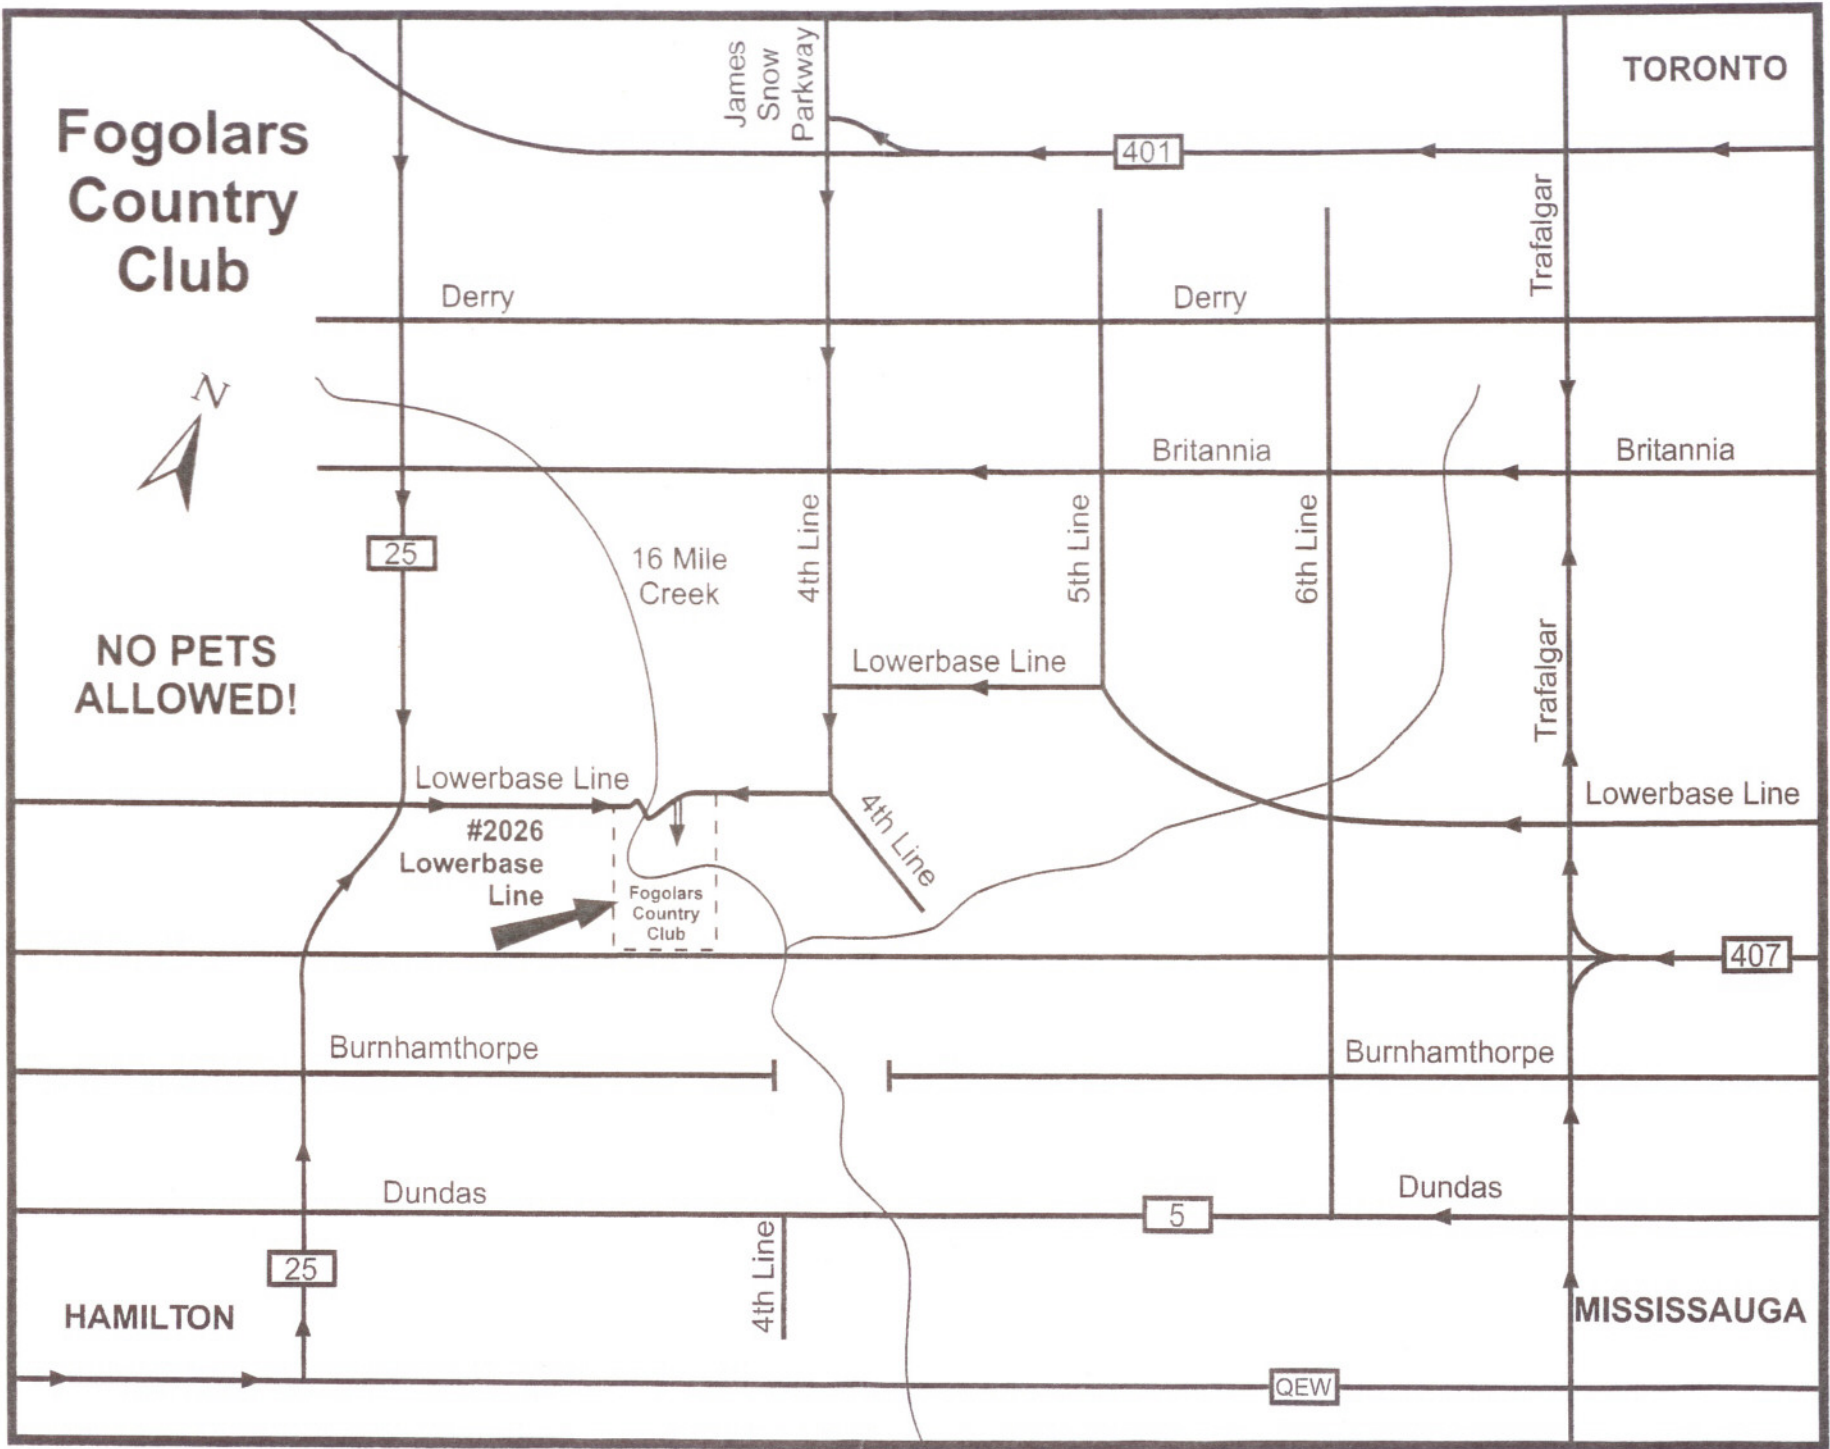 Fogolars
Country
Club
N
NO PETS
ALLOWED!
TORONTO
James
Snow
Parkway
401
Trafalgar
Derry
Derry
Britannia
Britannia
25
16 Mile
Creek
4th Line
5th Line
6th Line
Trafalgar
Lowerbase Line
Lowerbase Line
Lowerbase Line
#2026
Lowerbase
Line
4th Line
Fogolars
Country
Club
407
Burnhamthorpe
Burnhamthorpe
Dundas
Dundas
5
25
4th Line
HAMILTON
MISSISSAUGA
QEW